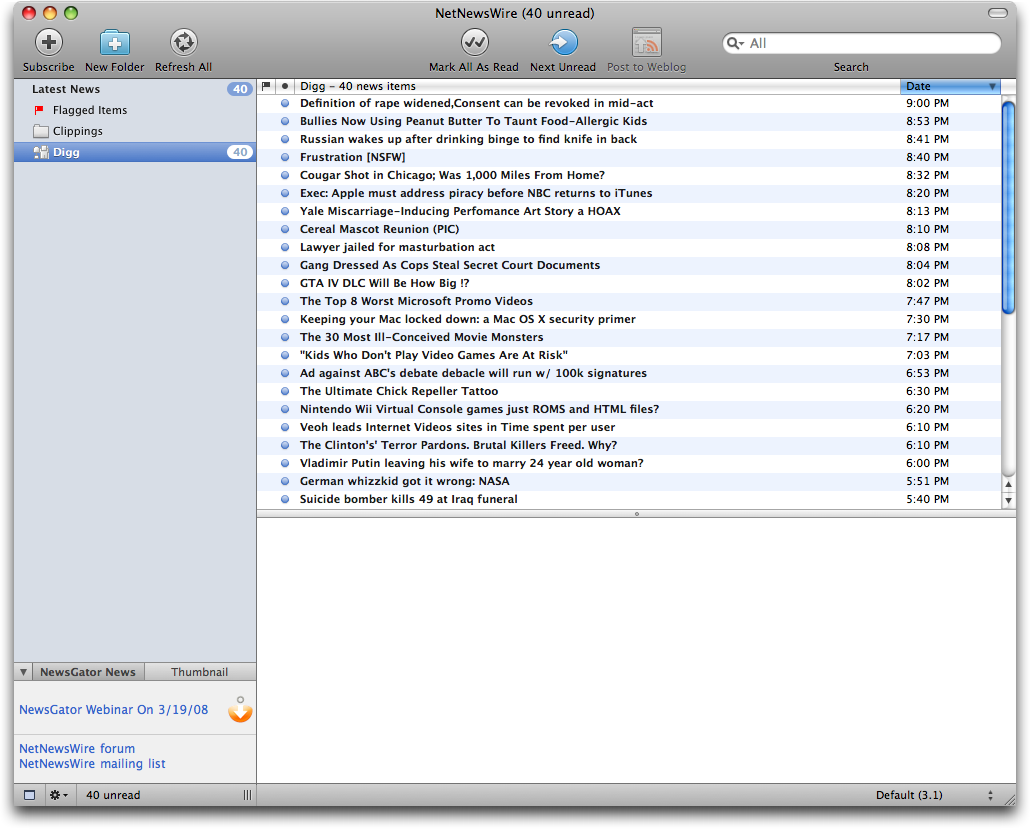 NetNewsWire (40 unread)
Subscribe New Folder Refresh All Mark All As Read Next Unread Post to Weblog All Search
Latest News 40
Flagged Items
Clippings
Digg 40
Digg – 40 news items Date
Definition of rape widened,Consent can be revoked in mid-act 9:00 PM
Bullies Now Using Peanut Butter To Taunt Food-Allergic Kids 8:53 PM
Russian wakes up after drinking binge to find knife in back 8:41 PM
Frustration [NSFW] 8:40 PM
Cougar Shot in Chicago; Was 1,000 Miles From Home? 8:32 PM
Exec: Apple must address piracy before NBC returns to iTunes 8:20 PM
Yale Miscarriage-Inducing Perfomance Art Story a HOAX 8:13 PM
Cereal Mascot Reunion (PIC) 8:10 PM
Lawyer jailed for masturbation act 8:08 PM
Gang Dressed As Cops Steal Secret Court Documents 8:04 PM
GTA IV DLC Will Be How Big !? 8:02 PM
The Top 8 Worst Microsoft Promo Videos 7:47 PM
Keeping your Mac locked down: a Mac OS X security primer 7:30 PM
The 30 Most Ill-Conceived Movie Monsters 7:17 PM
"Kids Who Don't Play Video Games Are At Risk" 7:03 PM
Ad against ABC's debate debacle will run w/ 100k signatures 6:53 PM
The Ultimate Chick Repeller Tattoo 6:30 PM
Nintendo Wii Virtual Console games just ROMS and HTML files? 6:20 PM
Veoh leads Internet Videos sites in Time spent per user 6:10 PM
The Clinton's' Terror Pardons. Brutal Killers Freed. Why? 6:10 PM
Vladimir Putin leaving his wife to marry 24 year old woman? 6:00 PM
German whizzkid got it wrong: NASA 5:51 PM
Suicide bomber kills 49 at Iraq funeral 5:40 PM
NewsGator News Thumbnail
NewsGator Webinar On 3/19/08
NetNewsWire forum
NetNewsWire mailing list
40 unread Default (3.1)